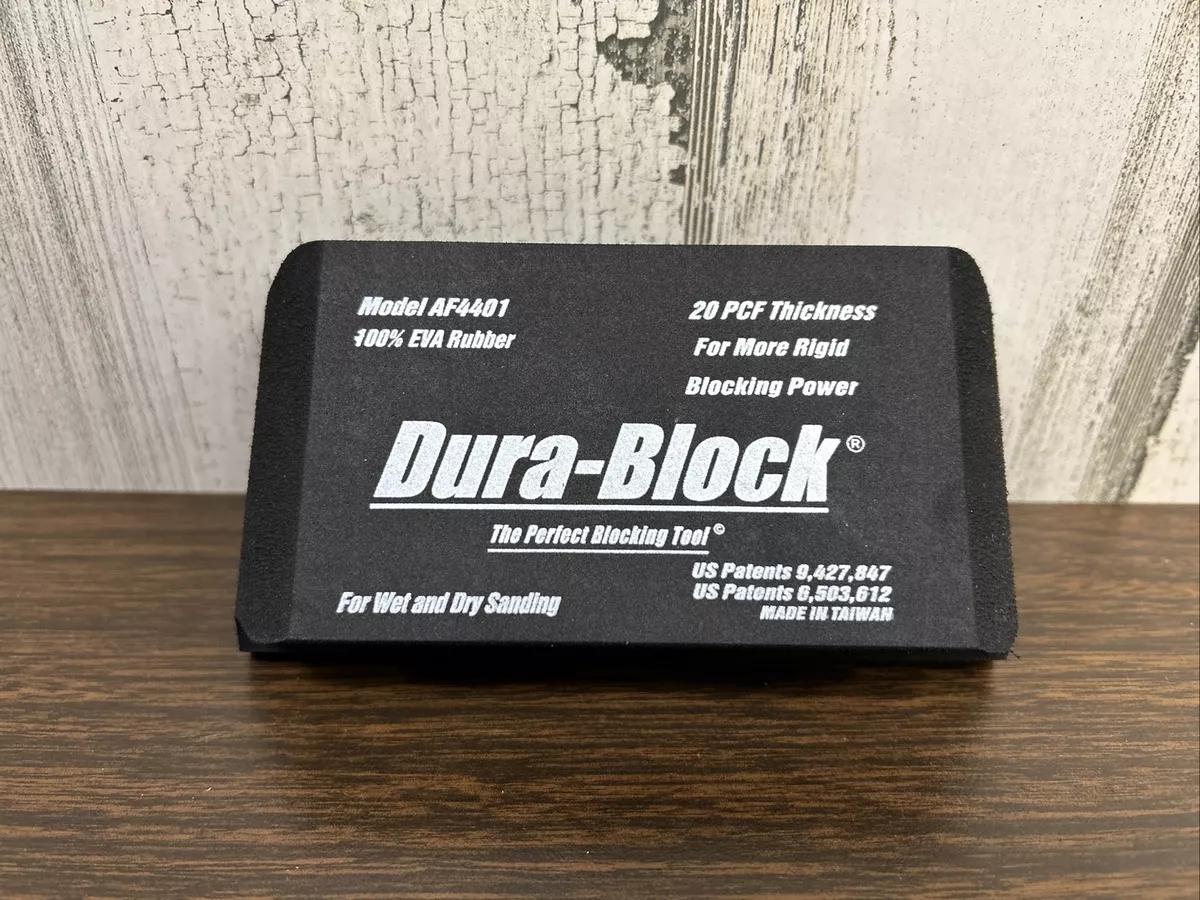 Model AF4401
100% EVA Rubber
20 PCF Thickness
For More Rigid
Blocking Power
Dura-Block®
The Perfect Blocking Tool©
For Wet and Dry Sanding
US Patents 9,427,847
US Patents 6,503,612
MADE IN TAIWAN